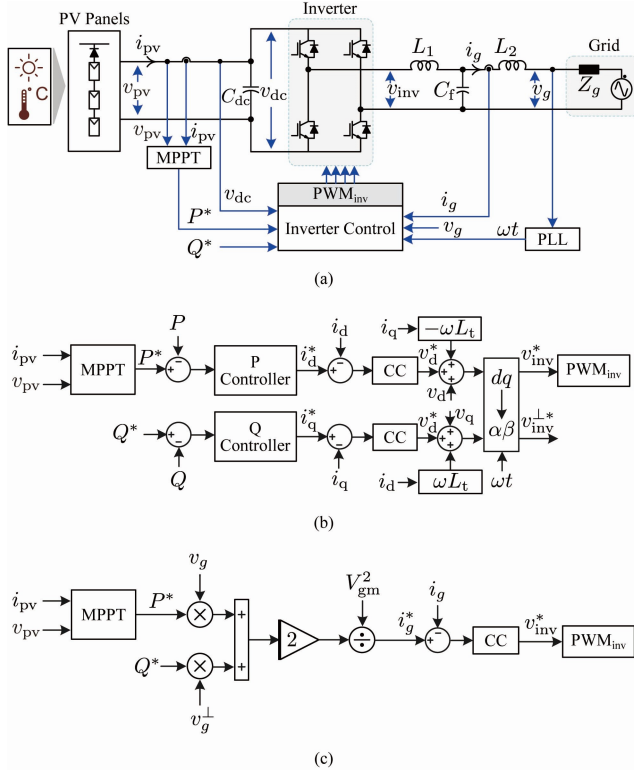 Inverter
PV Panels
i_pv
L_1
i_g
L_2
Grid
°C
v_pv
C_dc
v_dc
v_inv
C_f
v_g
Z_g
v_pv
i_pv
MPPT
v_dc
PWM_inv
i_g
P*
Inverter Control
v_g
Q*
ωt
PLL
(a)
P
i_d
i_q
−ωL_t
i_pv
v_pv
MPPT
P*
P Controller
i_d^*
CC
v_d^*
v_d
dq
αβ
v_inv^*
PWM_inv
Q*
Q Controller
i_q^*
CC
v_d^*
v_q
v_inv^⊥*
Q
i_q
i_d
ωL_t
ωt
(b)
v_g
V_gm^2
i_g
i_pv
v_pv
MPPT
P*
×
+
2
÷
i_g^*
CC
v_inv^*
PWM_inv
Q*
×
+
v_g^⊥
(c)